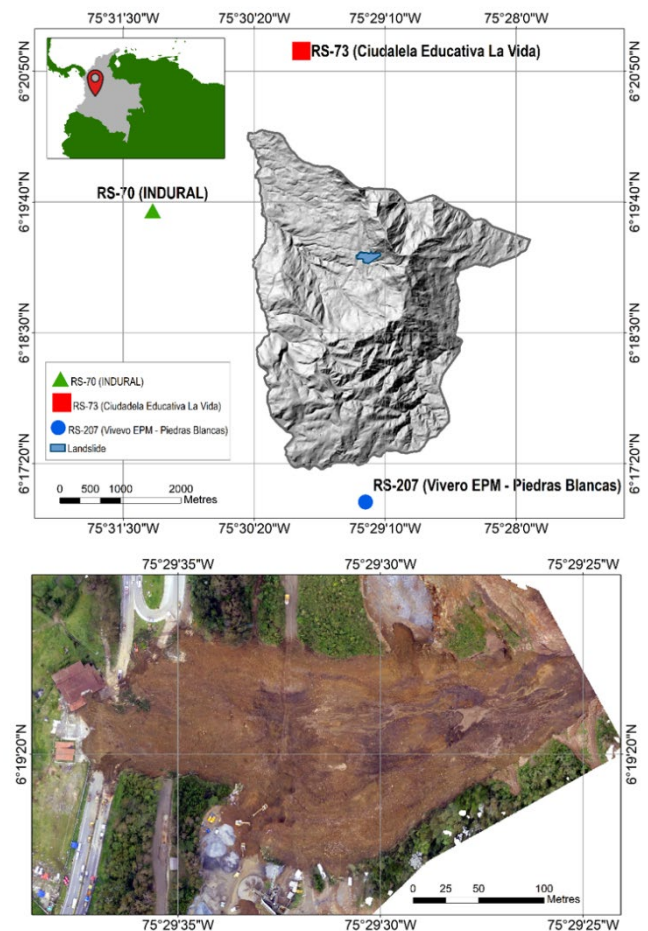 75°31'30"W 75°30'20"W 75°29'10"W 75°28'0"W
6°20'50"N
RS-73 (Ciudalela Educativa La Vida)
6°20'50"N
RS-70 (INDURAL)
6°19'40"N
6°19'40"N
6°18'30"N
6°18'30"N
RS-70 (INDURAL)
RS-73 (Ciudadela Educativa La Vida)
RS-207 (Vivevo EPM - Piedras Blancas)
Landslide
6°17'20"N
6°17'20"N
RS-207 (Vivero EPM - Piedras Blancas)
0 500 1000 2000
Metres
75°31'30"W 75°30'20"W 75°29'10"W 75°28'0"W
75°29'35"W 75°29'30"W 75°29'25"W
6°19'20"N
6°19'20"N
0 25 50 100
Metres
75°29'35"W 75°29'30"W 75°29'25"W